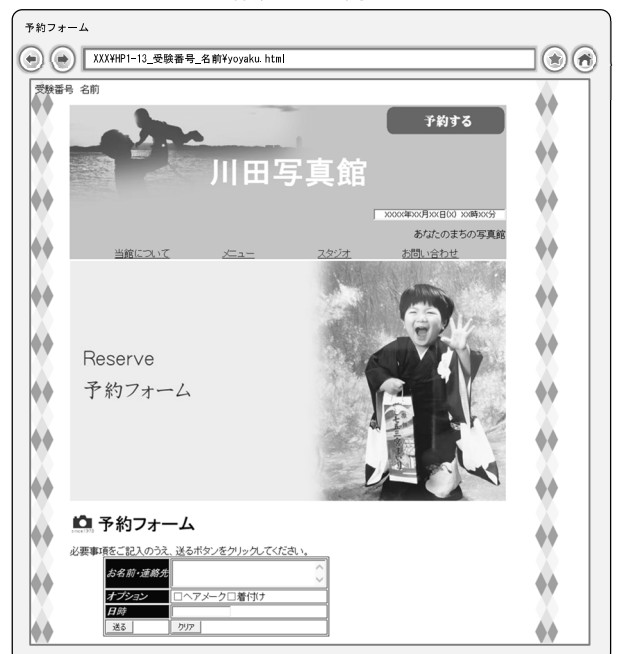 予約フォーム
XXX¥HP1-13_受験番号_名前¥yoyaku.html
受験番号 名前
予約する
川田写真館
XXXX年XX月XX日(X) XX時XX分
あなたのまちの写真館
当館について メニュー スタジオ お問い合わせ
Reserve
予約フォーム
予約フォーム
必要事項をご記入のうえ、送るボタンをクリックしてください。
お名前・連絡先
オプション □ヘアメーク□着付け
日時
送る クリア